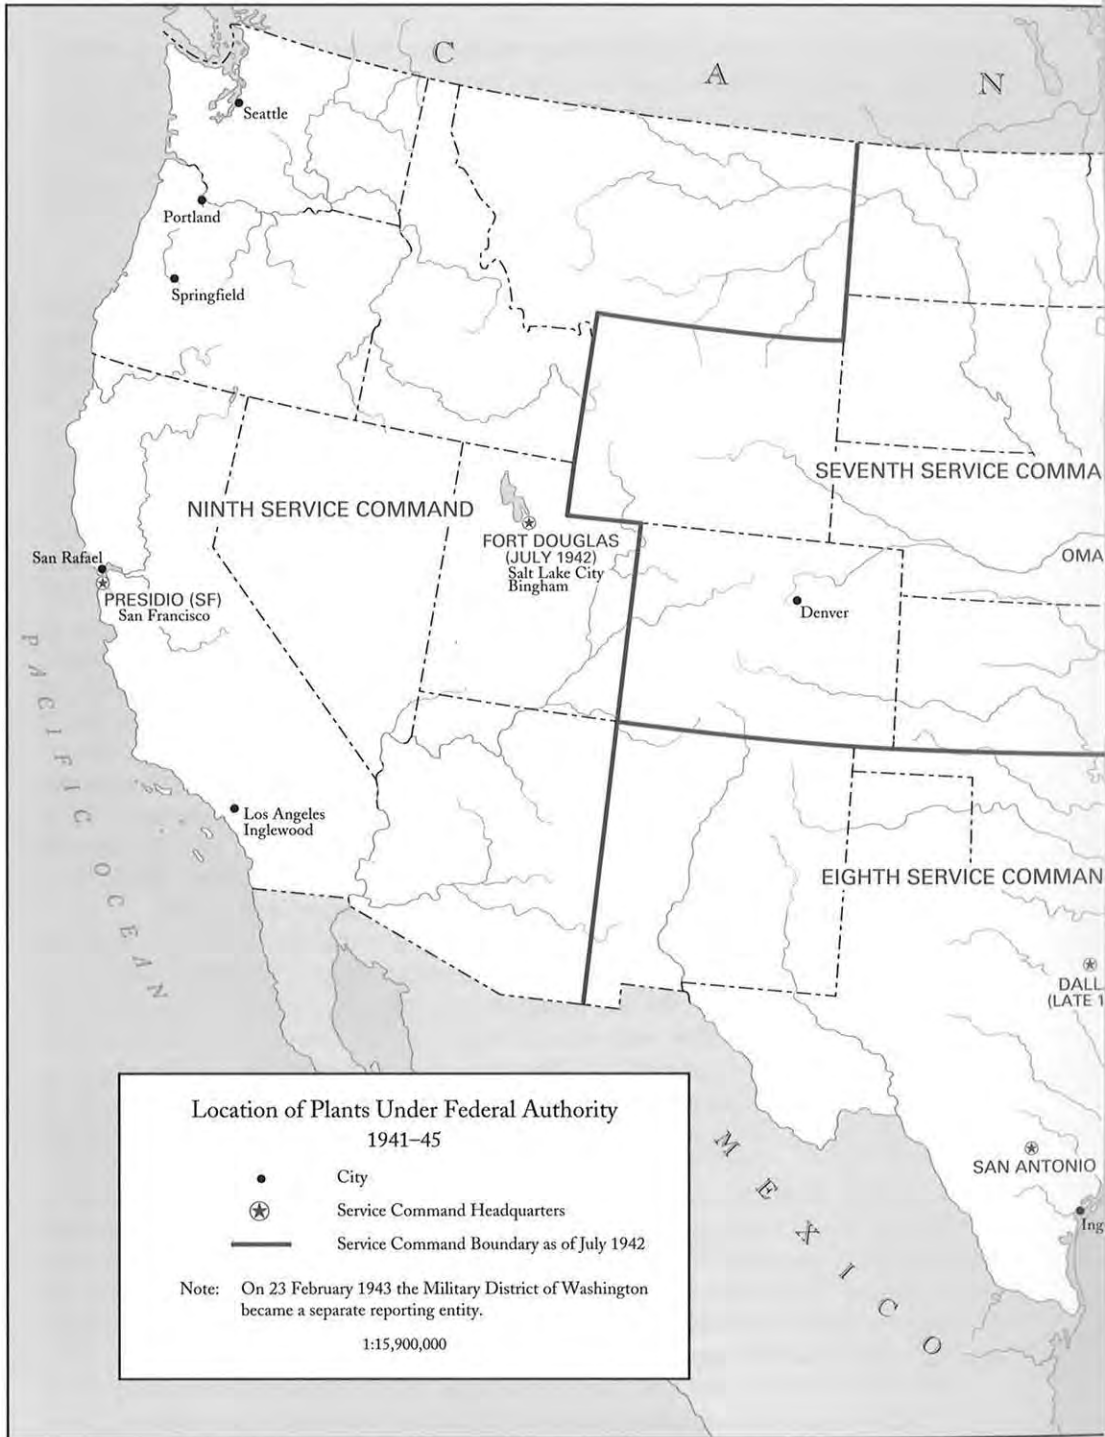 C A N
Seattle
Portland
Springfield
SEVENTH SERVICE COMMA
NINTH SERVICE COMMAND
FORT DOUGLAS
(JULY 1942)
Salt Lake City
Bingham
OMA
San Rafael
PRESIDIO (SF)
San Francisco
Denver
PACIFIC OCEAN
Los Angeles
Inglewood
EIGHTH SERVICE COMMAN
DALL
(LATE 1
SAN ANTONIO
Ing
MEXICO
Location of Plants Under Federal Authority
1941–45
City
Service Command Headquarters
Service Command Boundary as of July 1942
Note: On 23 February 1943 the Military District of Washington
became a separate reporting entity.
1:15,900,000